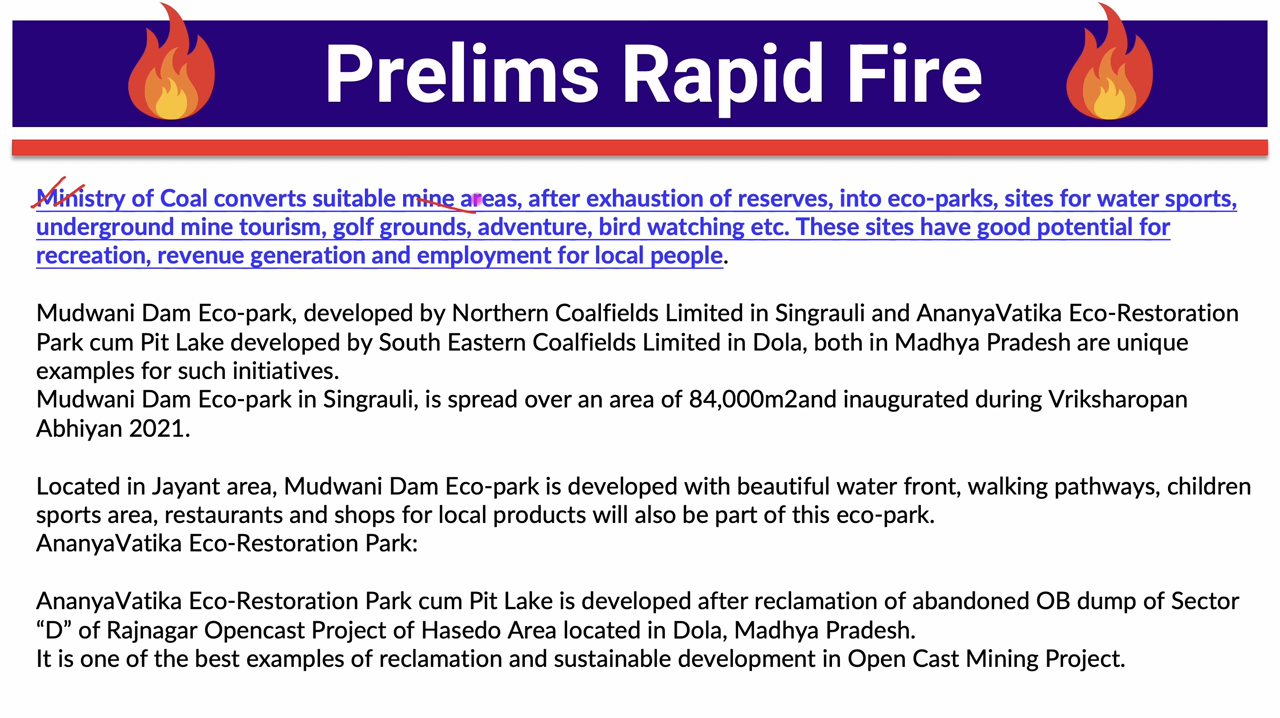 Prelims Rapid Fire
Ministry of Coal converts suitable mine areas, after exhaustion of reserves, into eco-parks, sites for water sports,
underground mine tourism, golf grounds, adventure, bird watching etc. These sites have good potential for
recreation, revenue generation and employment for local people.
Mudwani Dam Eco-park, developed by Northern Coalfields Limited in Singrauli and AnanyaVatika Eco-Restoration
Park cum Pit Lake developed by South Eastern Coalfields Limited in Dola, both in Madhya Pradesh are unique
examples for such initiatives.
Mudwani Dam Eco-park in Singrauli, is spread over an area of 84,000m2and inaugurated during Vriksharopan
Abhiyan 2021.
Located in Jayant area, Mudwani Dam Eco-park is developed with beautiful water front, walking pathways, children
sports area, restaurants and shops for local products will also be part of this eco-park.
AnanyaVatika Eco-Restoration Park:
AnanyaVatika Eco-Restoration Park cum Pit Lake is developed after reclamation of abandoned OB dump of Sector
“D” of Rajnagar Opencast Project of Hasedo Area located in Dola, Madhya Pradesh.
It is one of the best examples of reclamation and sustainable development in Open Cast Mining Project.